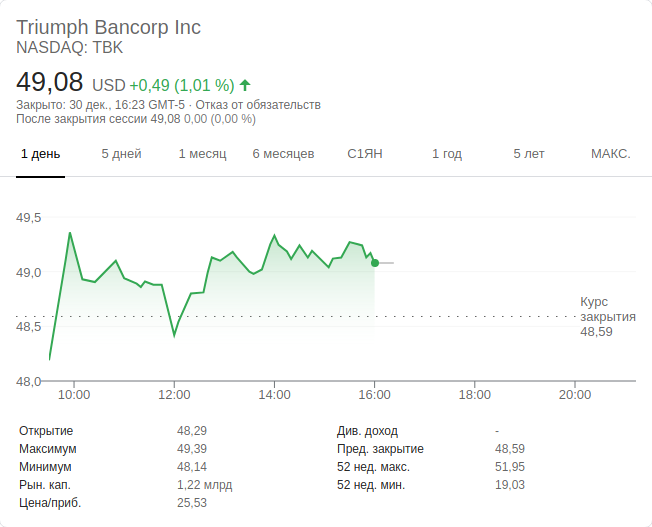 Triumph Bancorp Inc
NASDAQ: TBK
49,08 USD +0,49 (1,01 %)
Закрыто: 30 дек., 16:23 GMT-5 · Отказ от обязательств
После закрытия сессии 49,08 0,00 (0,00 %)
1 день 5 дней 1 месяц 6 месяцев С1ЯН 1 год 5 лет МАКС.
49,5
49,0
48,5
48,0
Курс
закрытия
48,59
10:00 12:00 14:00 16:00 18:00 20:00
Открытие 48,29 Див. доход -
Максимум 49,39 Пред. закрытие 48,59
Минимум 48,14 52 нед. макс. 51,95
Рын. кап. 1,22 млрд 52 нед. мин. 19,03
Цена/приб. 25,53